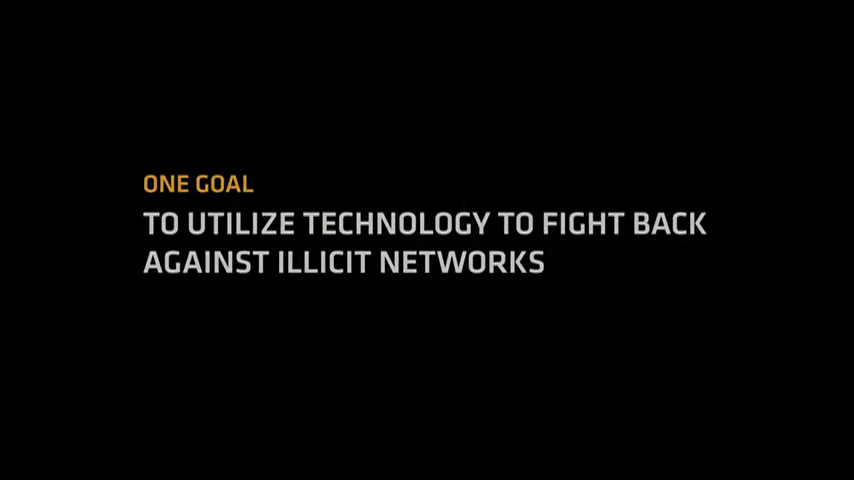 ONE GOAL
TO UTILIZE TECHNOLOGY TO FIGHT BACK
AGAINST ILLICIT NETWORKS